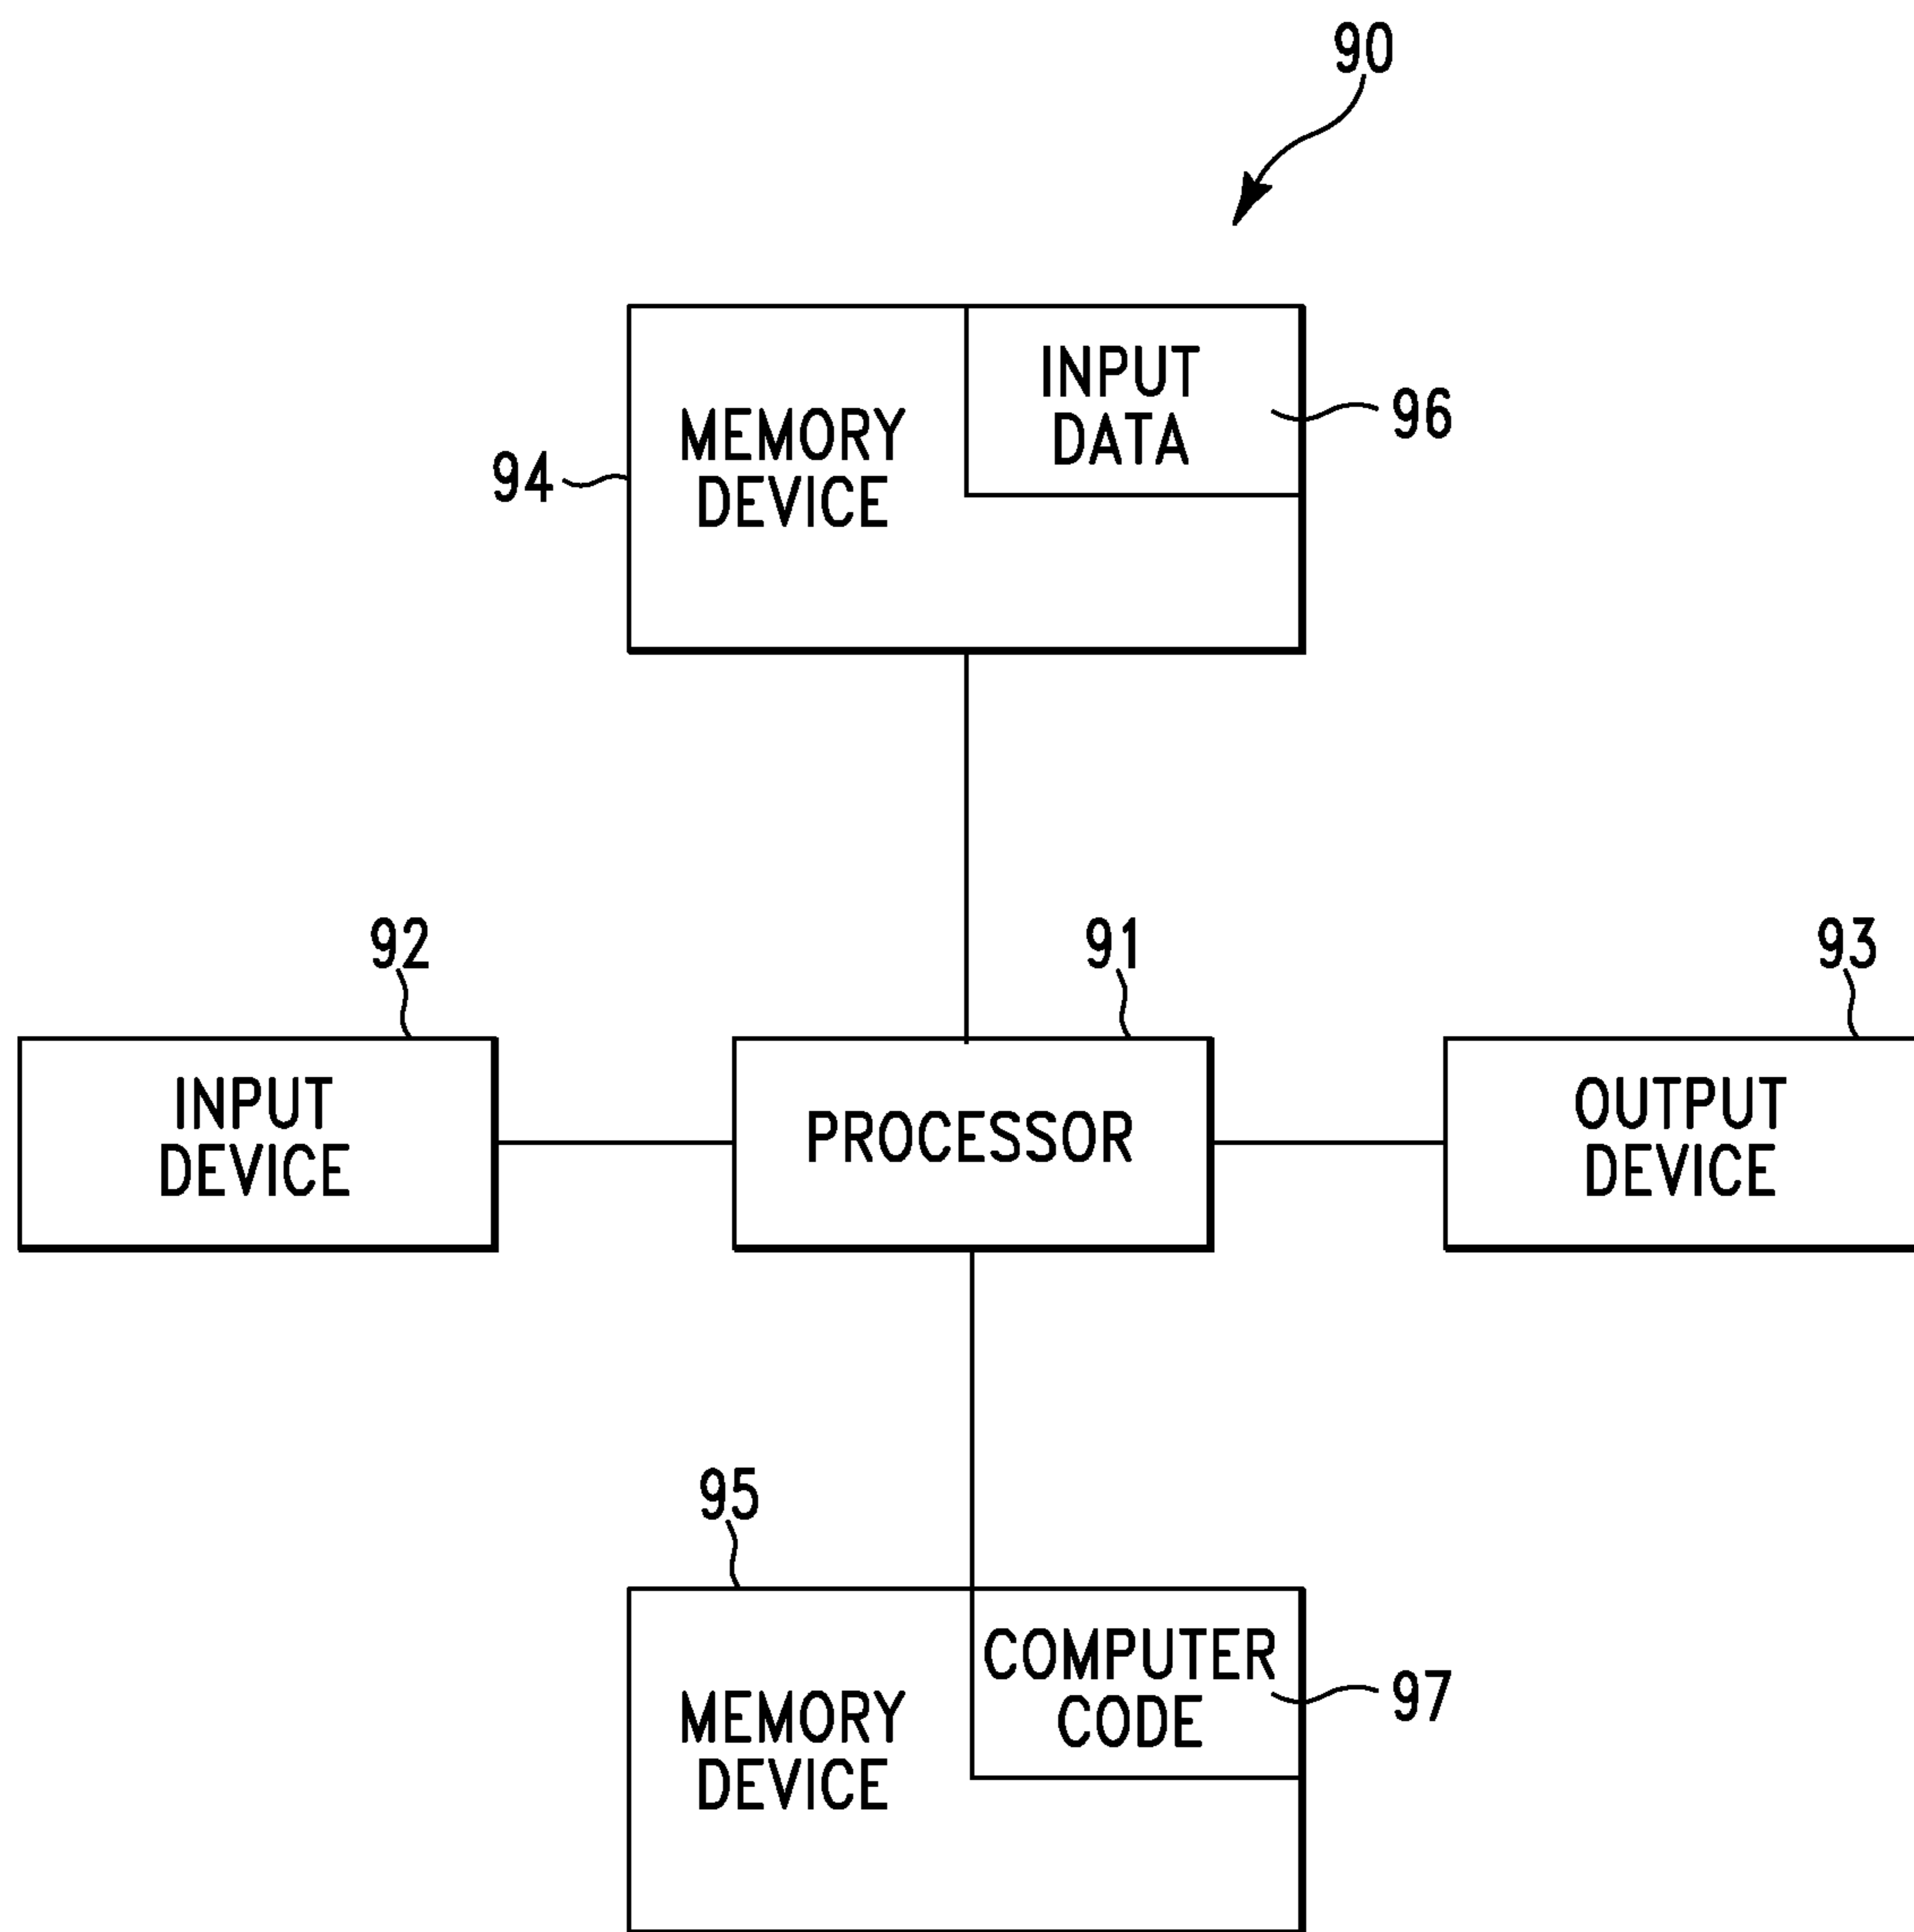 90
INPUT
DATA
96
MEMORY
DEVICE
94
92
91
93
INPUT
DEVICE
PROCESSOR
OUTPUT
DEVICE
95
COMPUTER
CODE
97
MEMORY
DEVICE